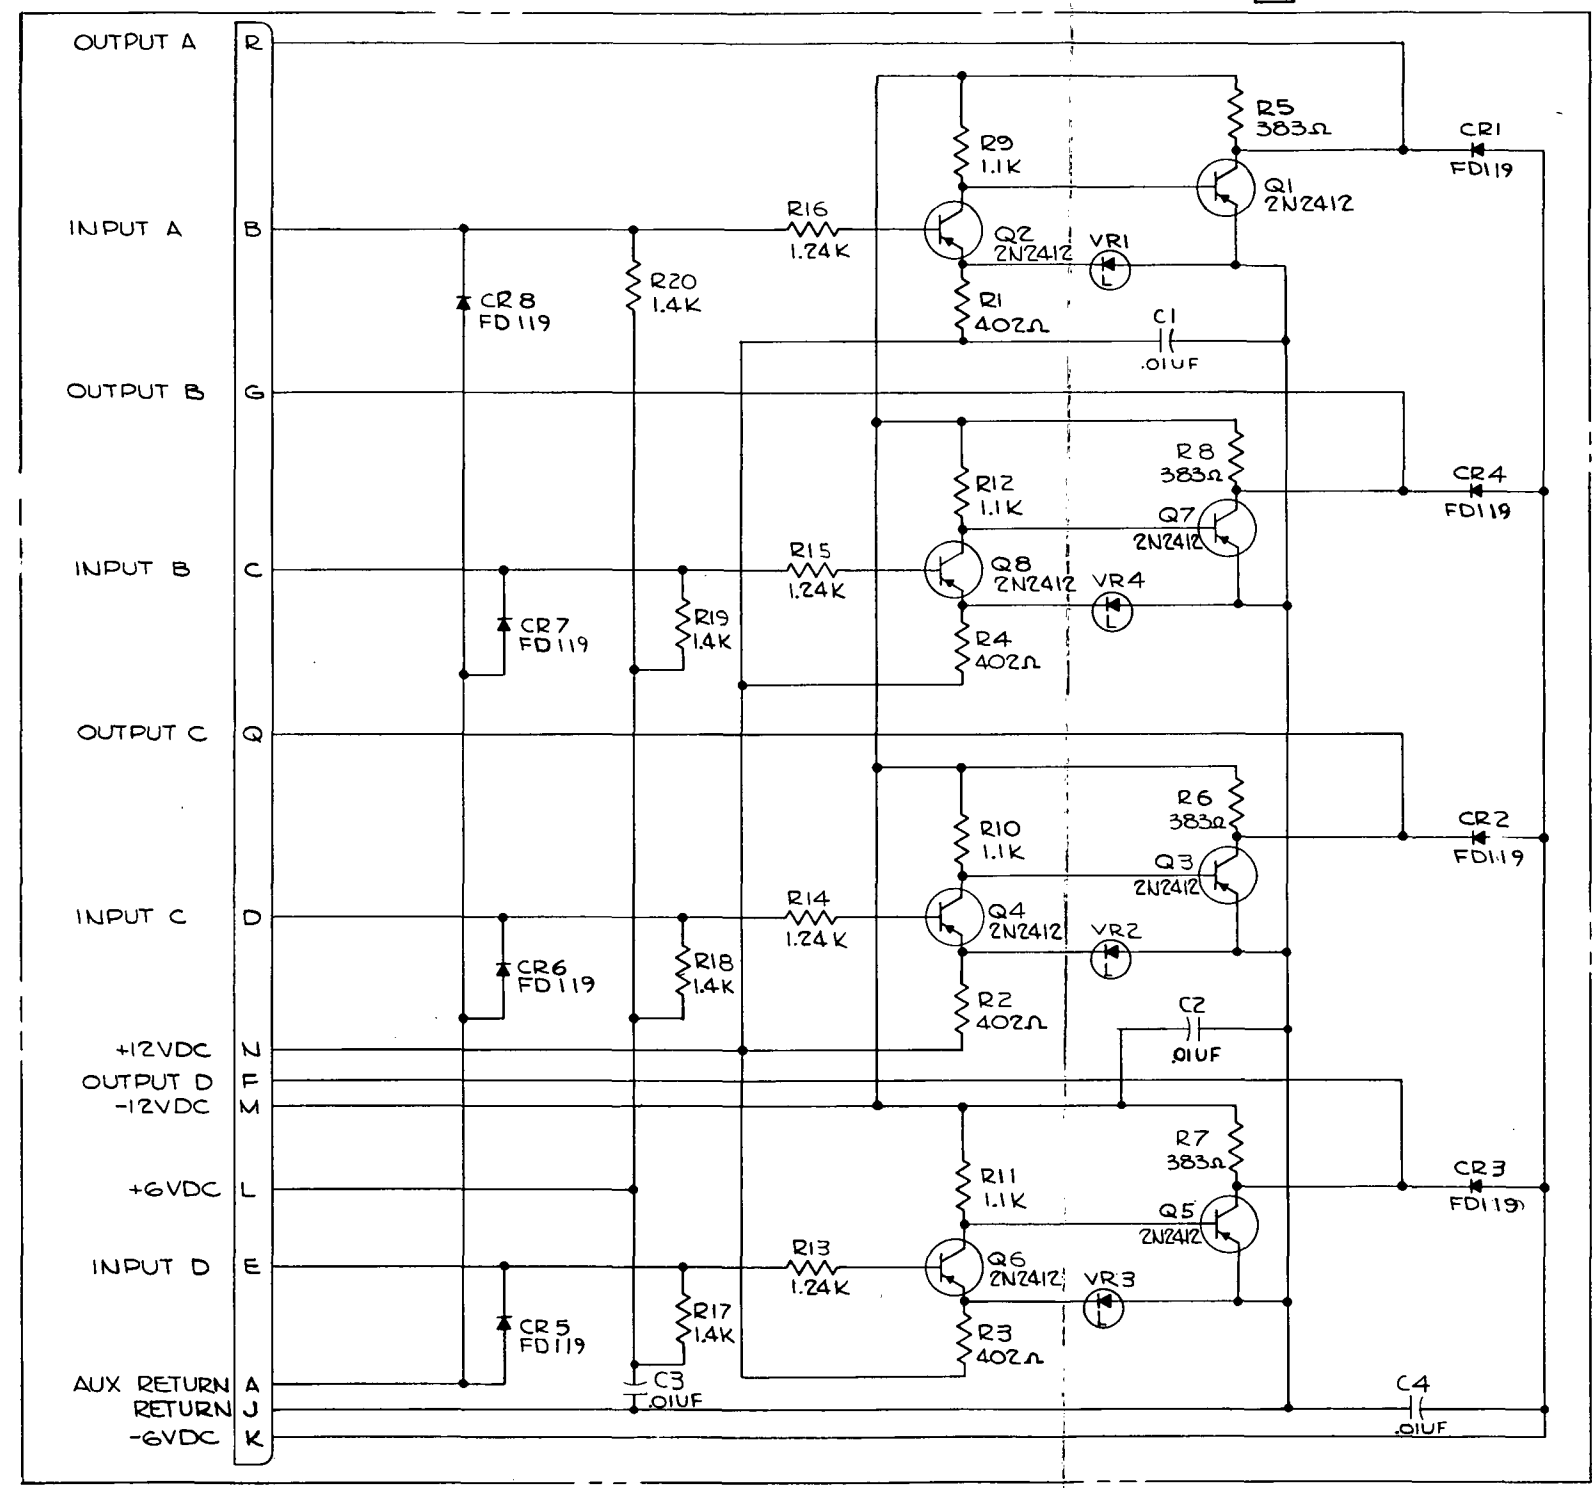 OUTPUT A R
R5
383Ω
CR1
FD119
R9
1.1K
Q1
2N2412
INPUT A B
R16
1.24K
Q2
2N2412
VR1
L
CR8
FD119
R20
1.4K
R1
402Ω
C1
.01UF
OUTPUT B G
R8
383Ω
CR4
FD119
R12
1.1K
Q7
2N2412
INPUT B C
R15
1.24K
Q8
2N2412
VR4
L
CR7
FD119
R19
1.4K
R4
402Ω
OUTPUT C Q
R6
383Ω
CR2
FD119
R10
1.1K
Q3
2N2412
INPUT C D
R14
1.24K
Q4
2N2412
VR2
L
CR6
FD119
R18
1.4K
R2
402Ω
C2
.01UF
+12VDC N
OUTPUT D F
-12VDC M
R7
383Ω
CR3
FD119
+6VDC L
R11
1.1K
Q5
2N2412
INPUT D E
R13
1.24K
Q6
2N2412
VR3
L
CR5
FD119
R17
1.4K
R3
402Ω
AUX RETURN A
C3
.01UF
C4
.01UF
RETURN J
-6VDC K